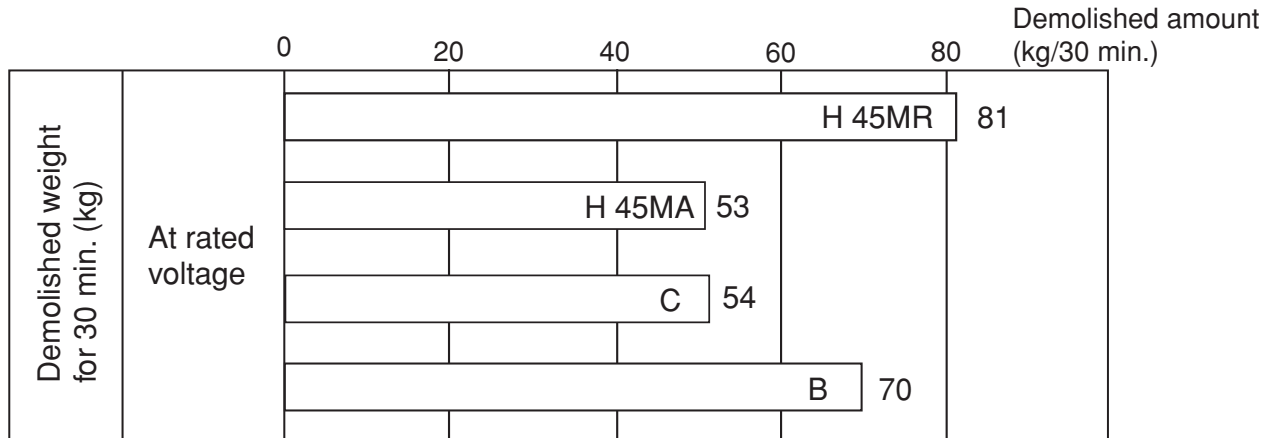 Demolished amount
(kg/30 min.)
0 20 40 60 80
Demolished weight
for 30 min. (kg)
At rated
voltage
H 45MR 81
H 45MA 53
C 54
B 70